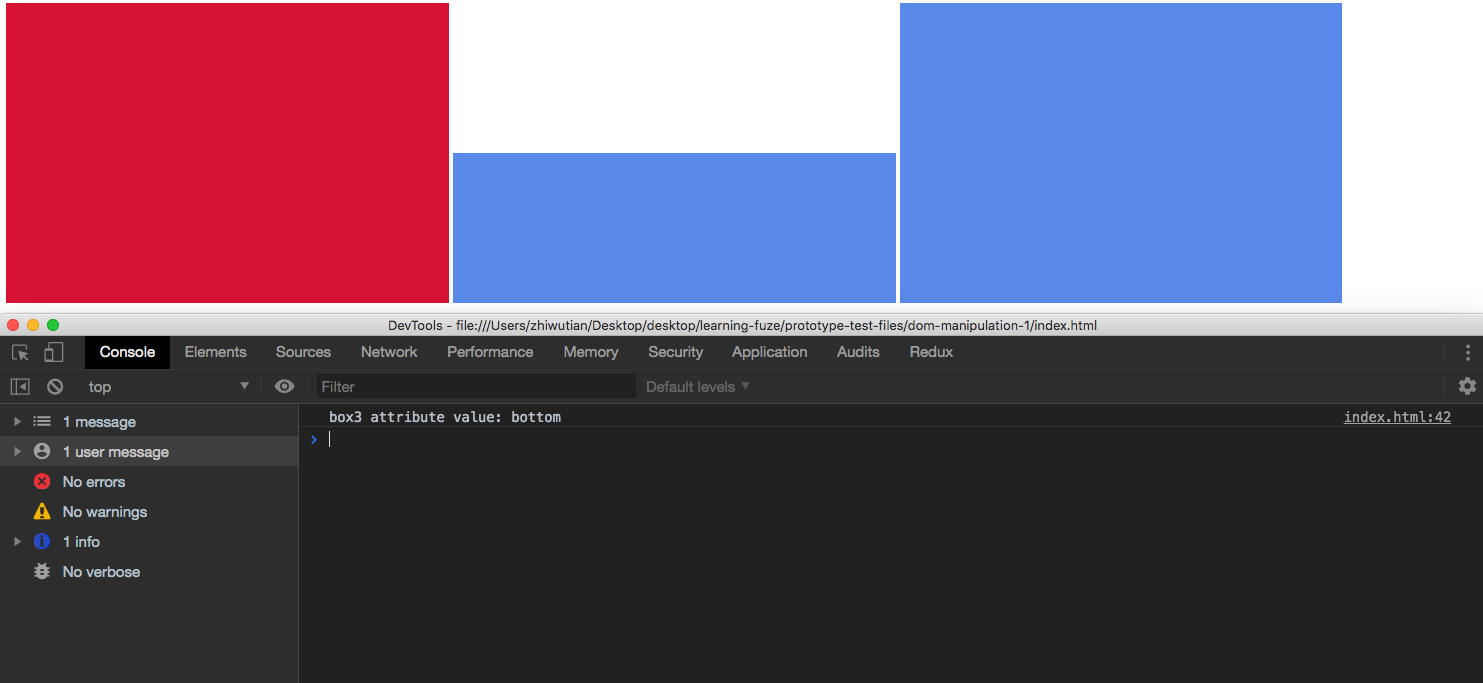 DevTools - file:///Users/zhiwutian/Desktop/desktop/learning-fuze/prototype-test-files/dom-manipulation-1/index.html
Console Elements Sources Network Performance Memory Security Application Audits Redux
top Filter Default levels
1 message
1 user message
No errors
No warnings
1 info
No verbose
box3 attribute value: bottom index.html:42